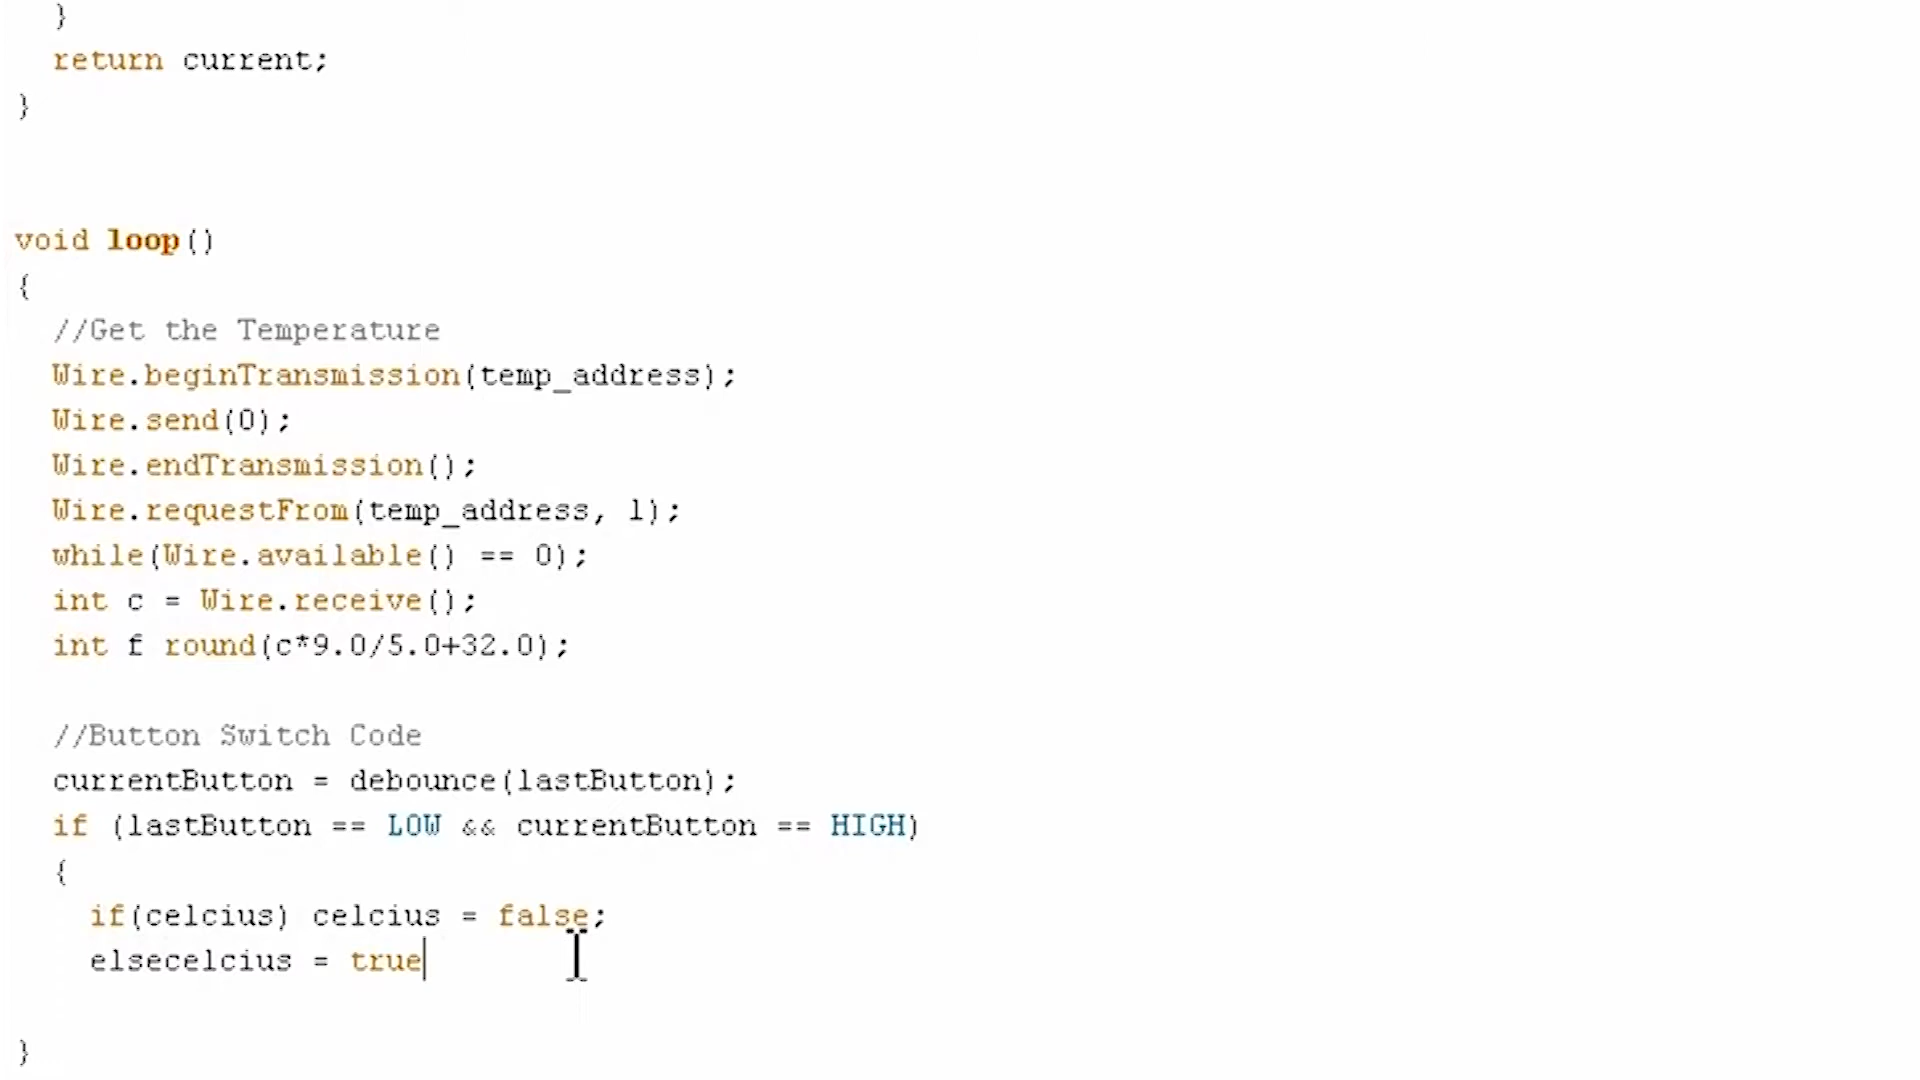 }
return current;
}
void loop()
{
//Get the Temperature
Wire.beginTransmission(temp_address);
Wire.send(0);
Wire.endTransmission();
Wire.requestFrom(temp_address, 1);
while(Wire.available() == 0);
int c = Wire.receive();
int f round(c*9.0/5.0+32.0);
//Button Switch Code
currentButton = debounce(lastButton);
if (lastButton == LOW && currentButton == HIGH)
{
if(celcius) celcius = false;
elsecelcius = true
}